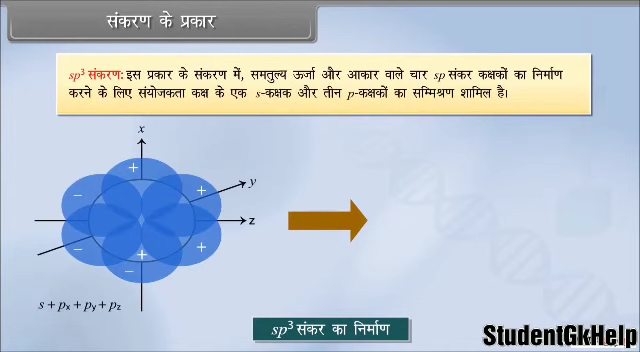 संकरण के प्रकार
sp³ संकरण: इस प्रकार के संकरण में, समतुल्य ऊर्जा और आकार वाले चार sp संकर कक्षकों का निर्माण
करने के लिए संयोजकता कक्ष के एक s-कक्षक और तीन p-कक्षकों का सम्मिश्रण शामिल है।
x
+
− + y
z
− + +
−
s + pₓ + pᵧ + p_z
sp³ संकर का निर्माण
StudentGkHelp